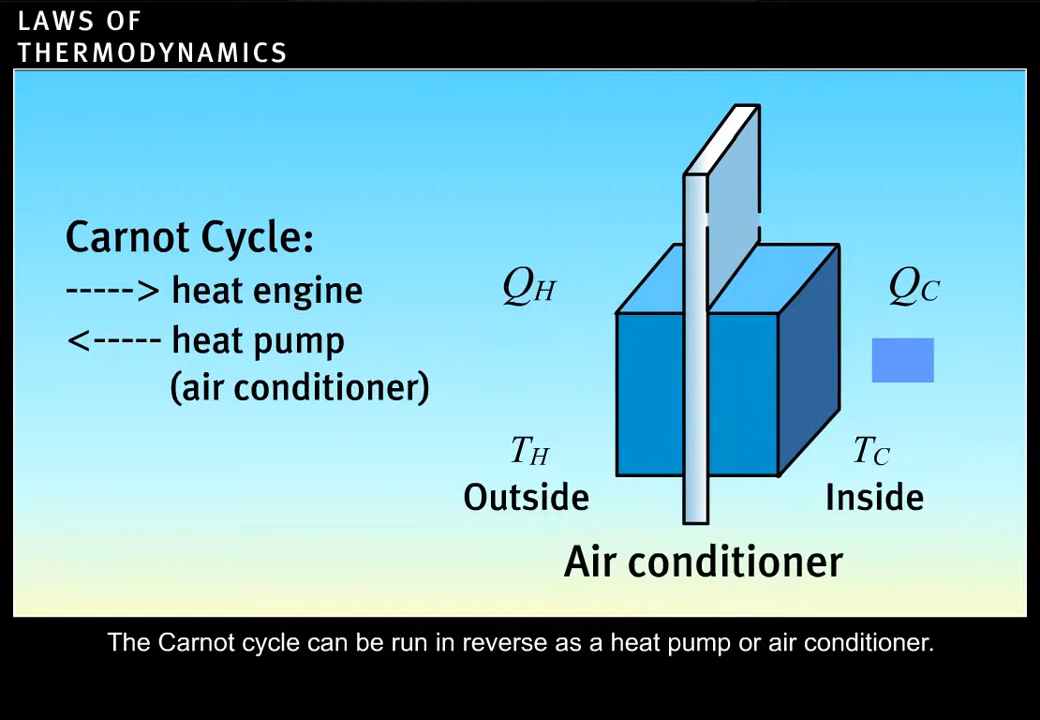 LAWS OF
THERMODYNAMICS
Carnot Cycle:
-----> heat engine
<----- heat pump
(air conditioner)
QH
QC
TH
Outside
TC
Inside
Air conditioner
The Carnot cycle can be run in reverse as a heat pump or air conditioner.